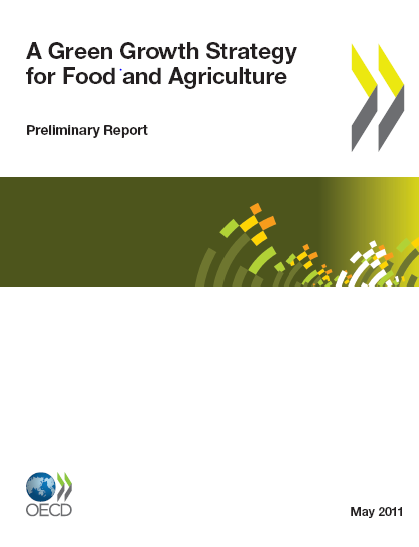 A Green Growth Strategy
for Food and Agriculture
Preliminary Report
OECD
May 2011